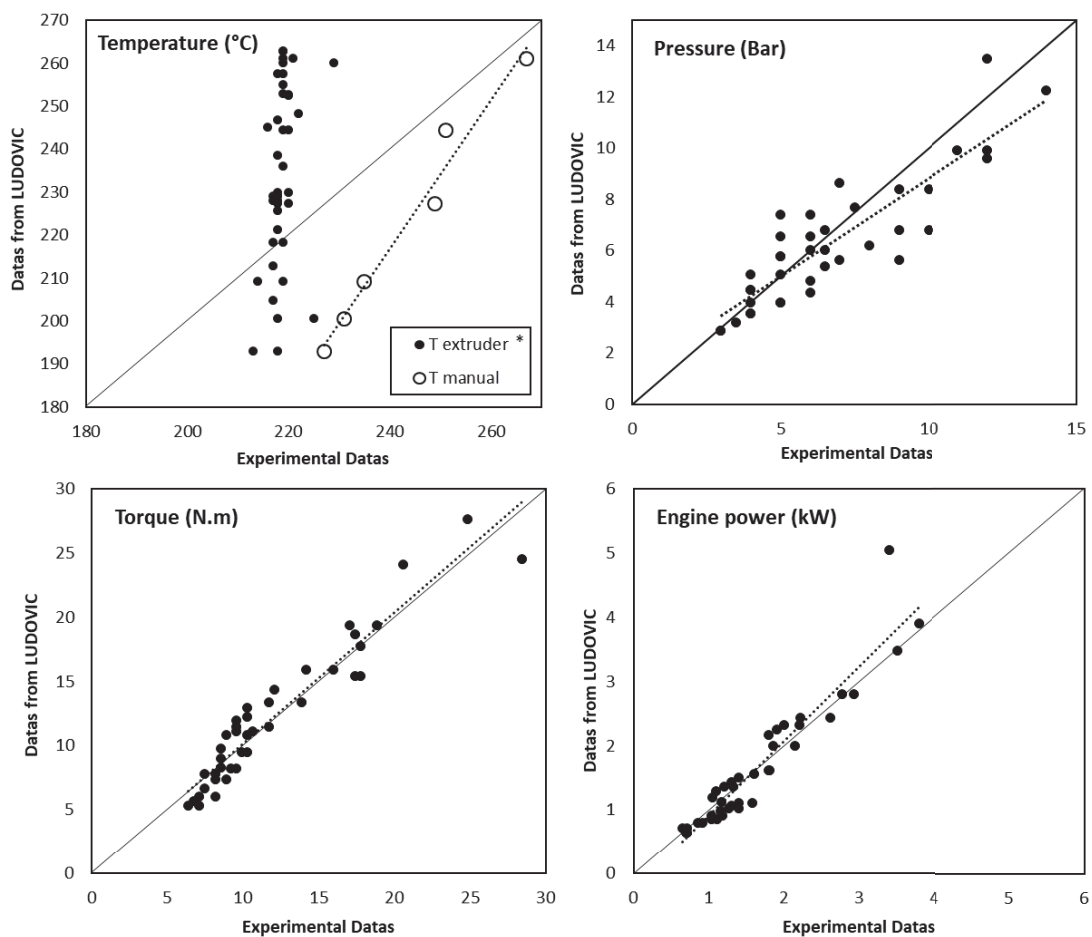 270
260
250
240
230
220
210
200
190
180
Temperature (°C)
Datas from LUDOVIC
T extruder *
T manual
180 200 220 240 260
Experimental Datas
14
12
10
8
6
4
2
0
Pressure (Bar)
Datas from LUDOVIC
0 5 10 15
Experimental Datas
30
25
20
15
10
5
0
Torque (N.m)
Datas from LUDOVIC
0 5 10 15 20 25 30
Experimental Datas
6
5
4
3
2
1
0
Engine power (kW)
Datas from LUDOVIC
0 1 2 3 4 5 6
Experimental Datas